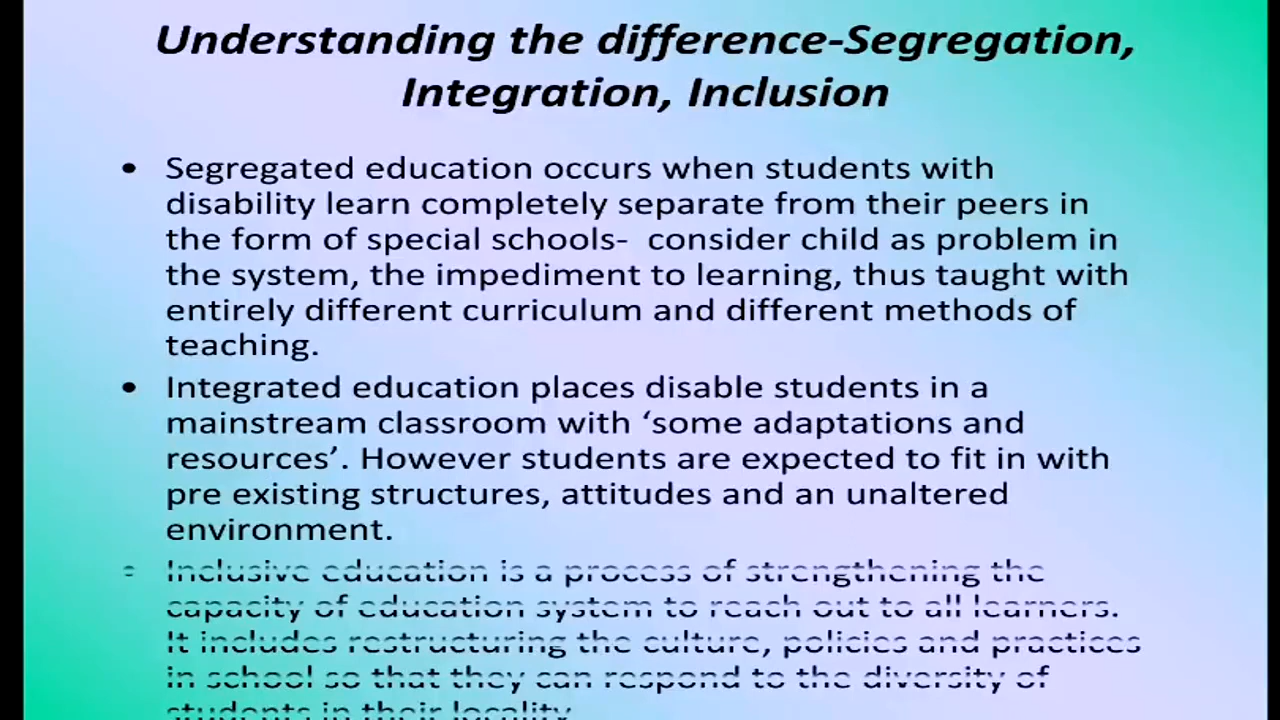 Understanding the difference-Segregation,
Integration, Inclusion
• Segregated education occurs when students with
disability learn completely separate from their peers in
the form of special schools- consider child as problem in
the system, the impediment to learning, thus taught with
entirely different curriculum and different methods of
teaching.
• Integrated education places disable students in a
mainstream classroom with ‘some adaptations and
resources’. However students are expected to fit in with
pre existing structures, attitudes and an unaltered
environment.
• Inclusive education is a process of strengthening the
capacity of education system to reach out to all learners.
It includes restructuring the culture, policies and practices
in school so that they can respond to the diversity of
students in their locality.